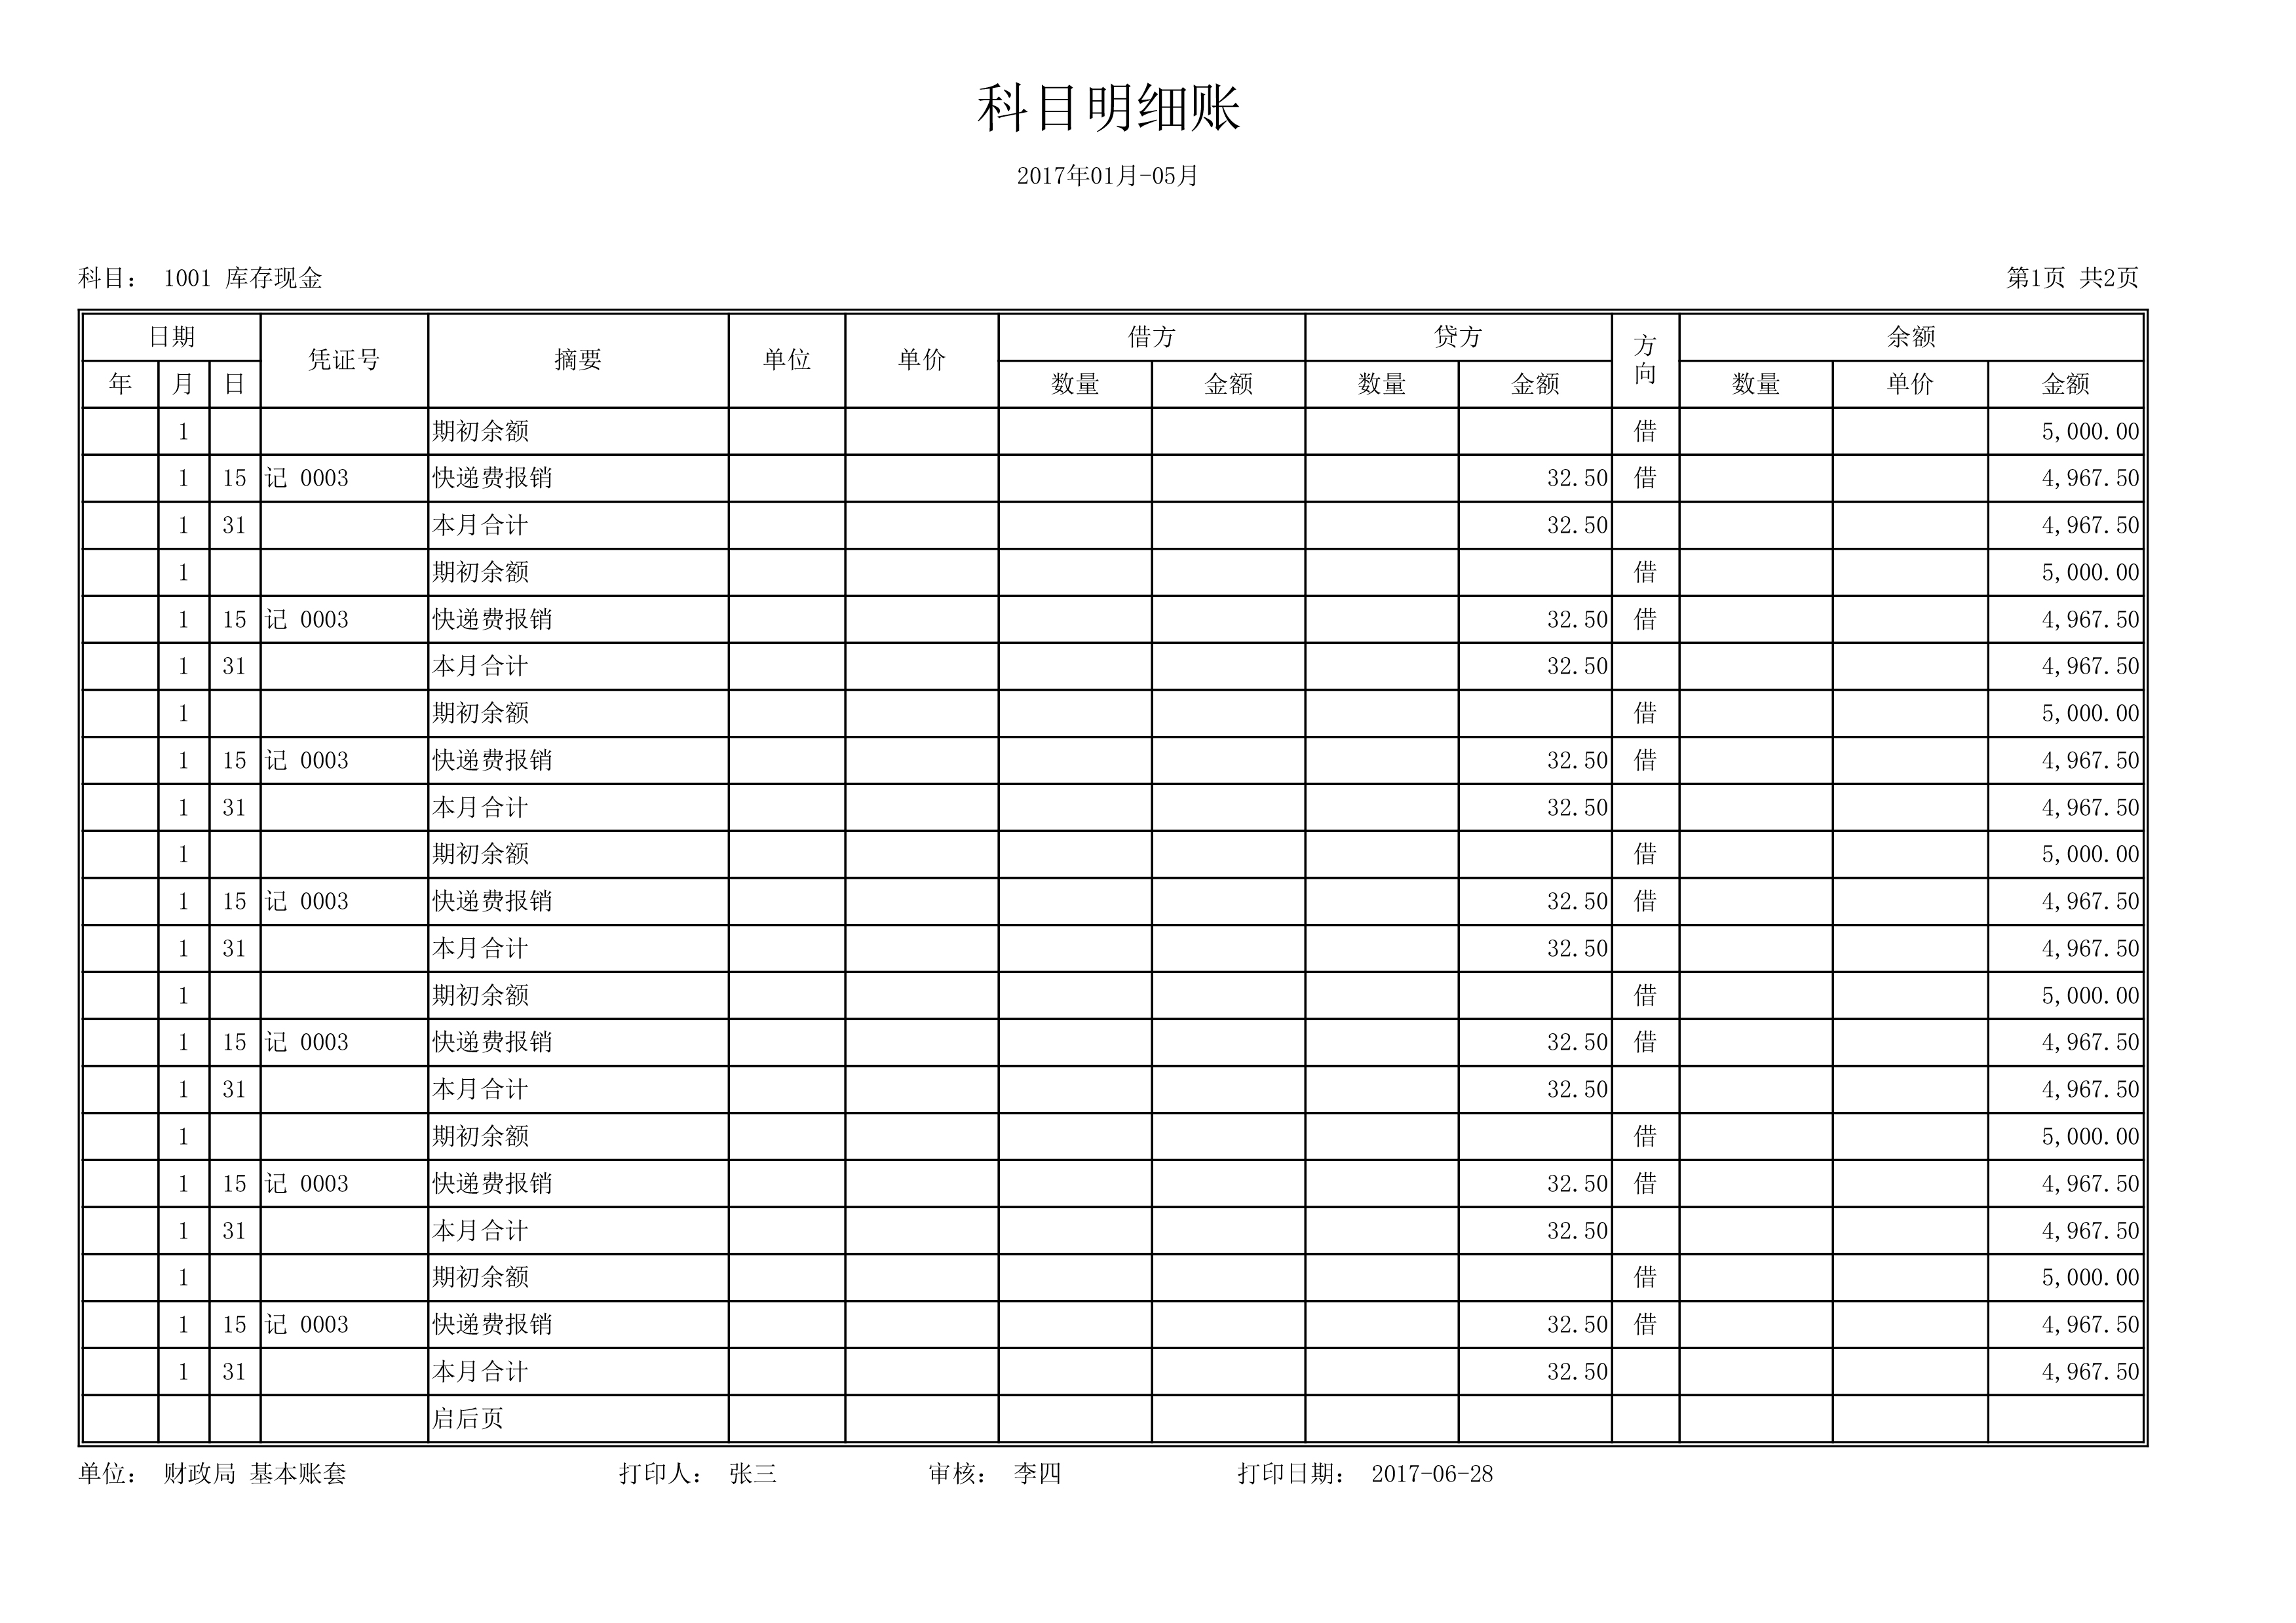 科目明细账
2017年01月-05月
科目： 1001 库存现金 第1页 共2页
日期 凭证号 摘要 单位 单价 借方 贷方 方向 余额
年 月 日 数量 金额 数量 金额 数量 单价 金额
1 期初余额 借 5,000.00
1 15 记 0003 快递费报销 32.50 借 4,967.50
1 31 本月合计 32.50 4,967.50
1 期初余额 借 5,000.00
1 15 记 0003 快递费报销 32.50 借 4,967.50
1 31 本月合计 32.50 4,967.50
1 期初余额 借 5,000.00
1 15 记 0003 快递费报销 32.50 借 4,967.50
1 31 本月合计 32.50 4,967.50
1 期初余额 借 5,000.00
1 15 记 0003 快递费报销 32.50 借 4,967.50
1 31 本月合计 32.50 4,967.50
1 期初余额 借 5,000.00
1 15 记 0003 快递费报销 32.50 借 4,967.50
1 31 本月合计 32.50 4,967.50
1 期初余额 借 5,000.00
1 15 记 0003 快递费报销 32.50 借 4,967.50
1 31 本月合计 32.50 4,967.50
1 期初余额 借 5,000.00
1 15 记 0003 快递费报销 32.50 借 4,967.50
1 31 本月合计 32.50 4,967.50
启后页
单位： 财政局 基本账套 打印人： 张三 审核： 李四 打印日期： 2017-06-28